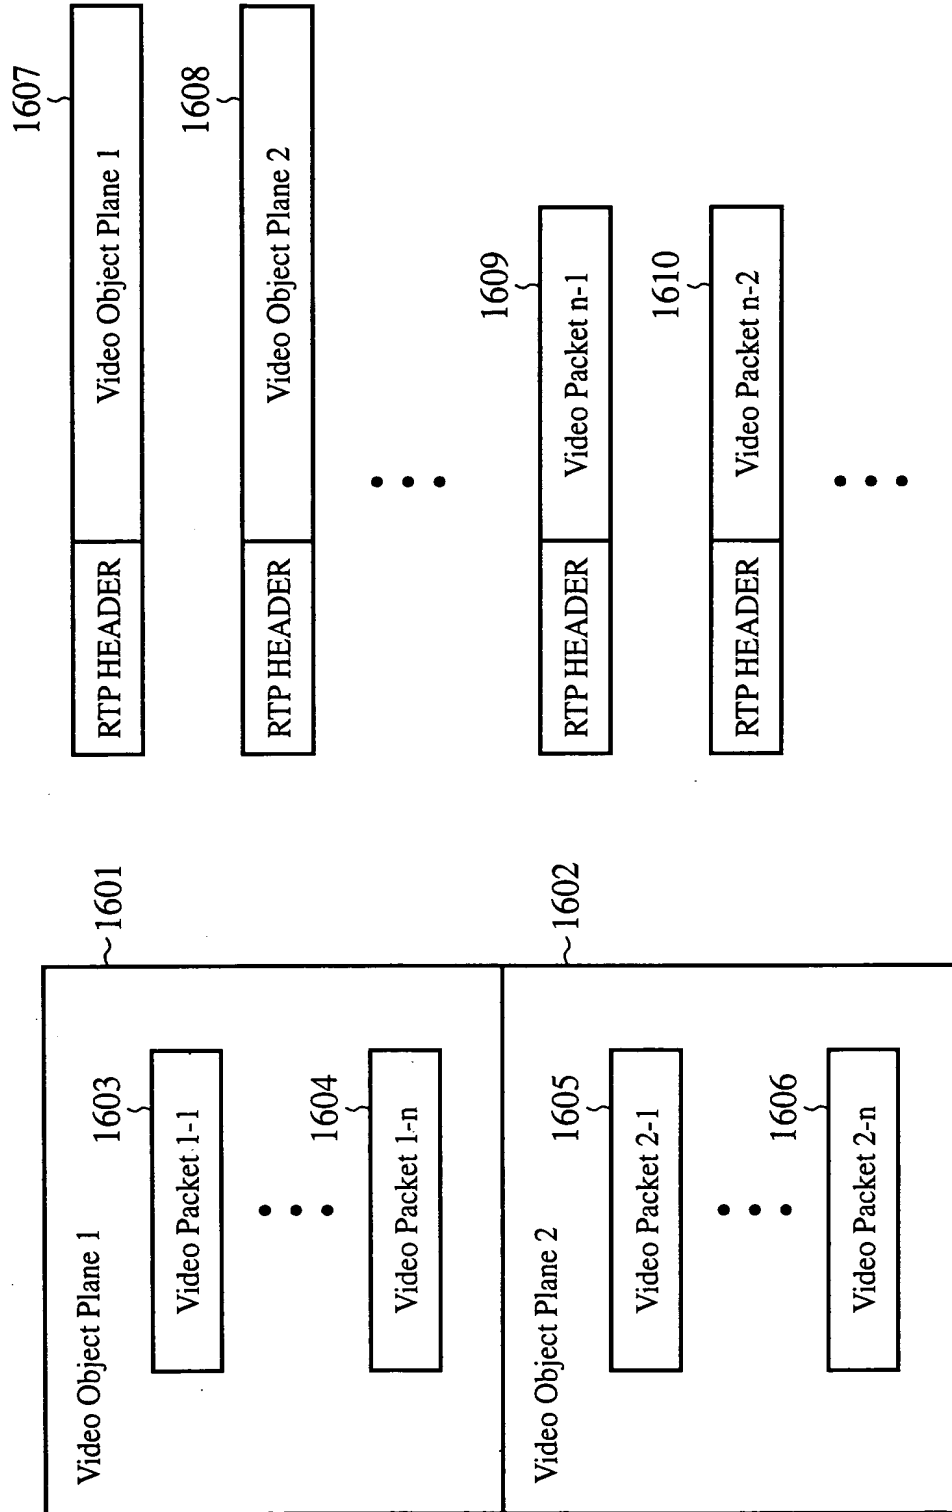 Video Object Plane 1
1601
1603
Video Packet 1-1
1604
Video Packet 1-n
Video Object Plane 2
1602
1605
Video Packet 2-1
1606
Video Packet 2-n
1607
RTP HEADER
Video Object Plane 1
1608
RTP HEADER
Video Object Plane 2
1609
RTP HEADER
Video Packet n-1
1610
RTP HEADER
Video Packet n-2